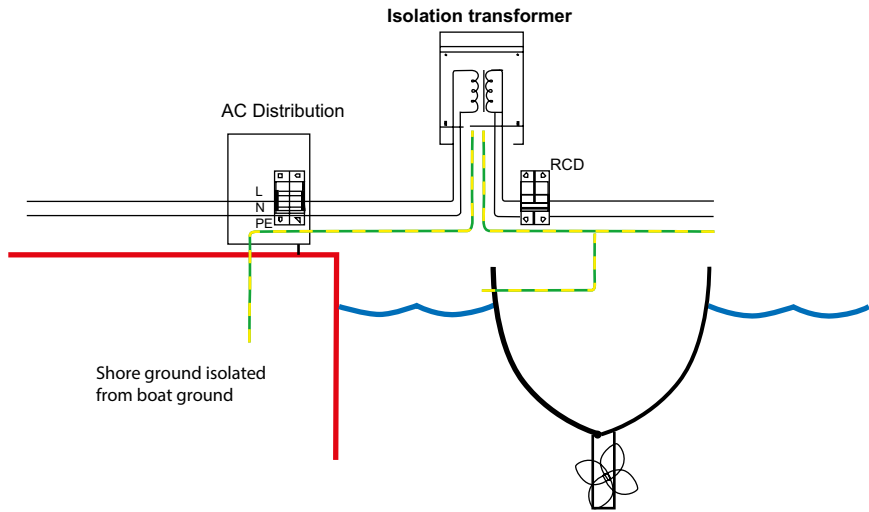 Isolation transformer
AC Distribution
RCD
L
N
PE
Shore ground isolated
from boat ground